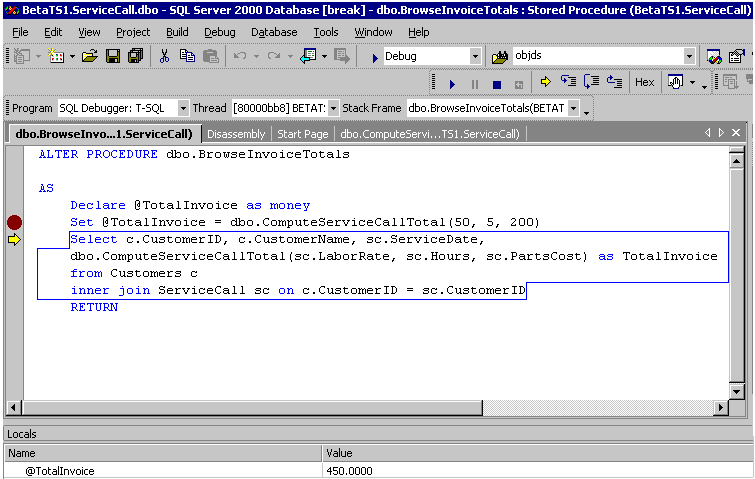 BetaTS1.ServiceCall.dbo - SQL Server 2000 Database [break] - dbo.BrowseInvoiceTotals : Stored Procedure (BetaTS1.ServiceCall)
File Edit View Project Build Debug Database Tools Window Help
Debug objds
Hex
Program SQL Debugger: T-SQL Thread [80000bb8] BETAT: Stack Frame dbo.BrowseInvoiceTotals(BETAT
dbo.BrowseInvo...1.ServiceCall) Disassembly Start Page dbo.ComputeServi...TS1.ServiceCall)
ALTER PROCEDURE dbo.BrowseInvoiceTotals
AS
Declare @TotalInvoice as money
Set @TotalInvoice = dbo.ComputeServiceCallTotal(50, 5, 200)
Select c.CustomerID, c.CustomerName, sc.ServiceDate,
dbo.ComputeServiceCallTotal(sc.LaborRate, sc.Hours, sc.PartsCost) as TotalInvoice
from Customers c
inner join ServiceCall sc on c.CustomerID = sc.CustomerID
RETURN
Locals
Name Value
@TotalInvoice 450.0000